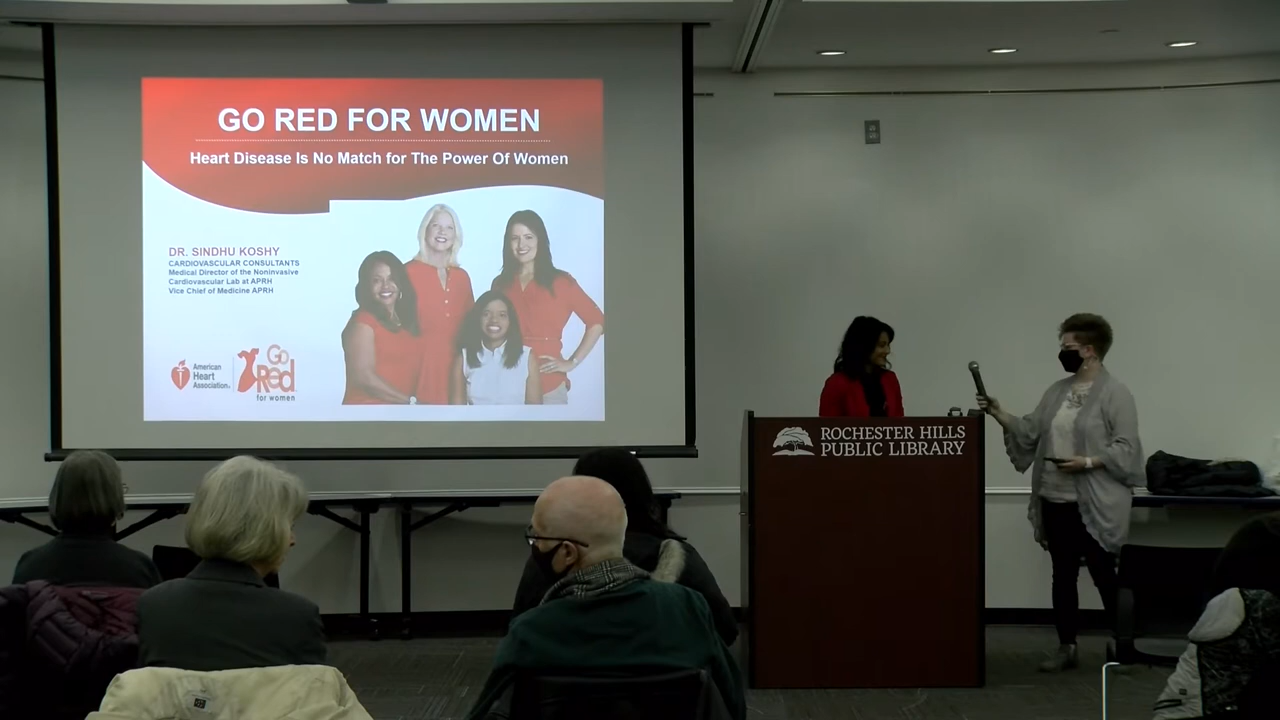 GO RED FOR WOMEN
Heart Disease Is No Match for The Power Of Women
DR. SINDHU KOSHY
CARDIOVASCULAR CONSULTANTS
Medical Director of the Noninvasive
Cardiovascular Lab at APRH
Vice Chief of Medicine APRH
American
Heart
Association®
Go
Red
for women
ROCHESTER HILLS
PUBLIC LIBRARY